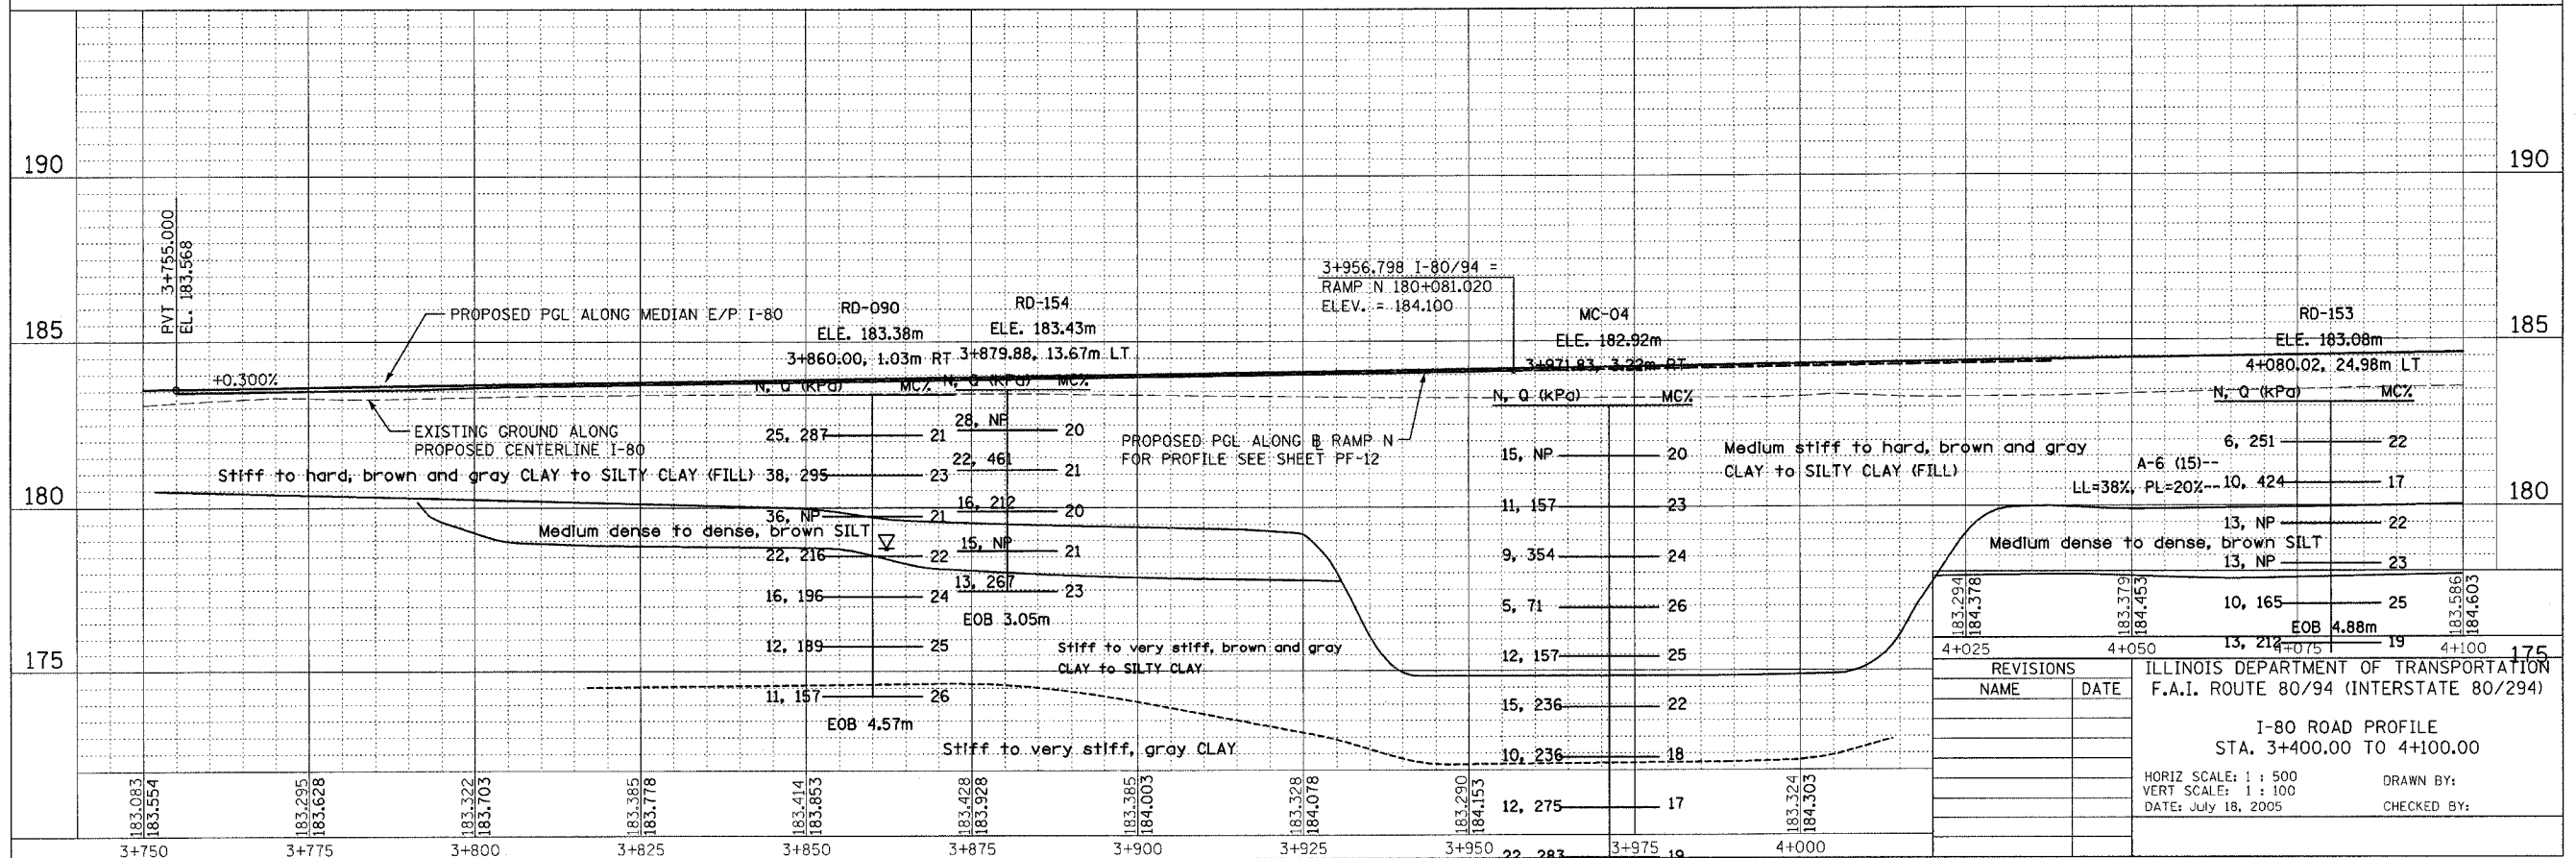 190
190
185
185
180
180
175
175
PVT 3+755.000
EL. 183.568
+0.300%
PROPOSED PGL ALONG MEDIAN E/P I-80
EXISTING GROUND ALONG
PROPOSED CENTERLINE I-80
Stiff to hard, brown and gray CLAY to SILTY CLAY (FILL)
Medium dense to dense, brown SILT
RD-090
ELE. 183.38m
3+860.00, 1.03m RT
N, Q (KPa) MC%
25, 287 21
38, 295 23
36, NP 21
22, 216 22
16, 196 24
12, 189 25
11, 157 26
EOB 4.57m
RD-154
ELE. 183.43m
3+879.88, 13.67m LT
N, Q (KPa) MC%
28, NP 20
22, 461 21
16, 212 20
15, NP 21
13, 267 23
EOB 3.05m
Stiff to very stiff, brown and gray
CLAY to SILTY CLAY
Stiff to very stiff, gray CLAY
3+956.798 I-80/94 =
RAMP N 180+081.020
ELEV. = 184.100
PROPOSED PGL ALONG B RAMP N
FOR PROFILE SEE SHEET PF-12
MC-04
ELE. 182.92m
3+971.83, 3.22m RT
N, Q (KPa) MC%
15, NP 20
11, 157 23
9, 354 24
5, 71 26
12, 157 25
15, 236 22
10, 236 18
12, 275 17
22, 283 19
Medium stiff to hard, brown and gray
CLAY to SILTY CLAY (FILL)
A-6 (15)--
LL=38%, PL=20%--
Medium dense to dense, brown SILT
RD-153
ELE. 183.08m
4+080.02, 24.98m LT
N, Q (KPa) MC%
6, 251 22
10, 424 17
13, NP 22
13, NP 23
10, 165 25
EOB 4.88m
13, 212 19
183.083
183.554
183.295
183.628
183.322
183.703
183.385
183.778
183.414
183.853
183.428
183.928
183.385
184.003
183.328
184.078
183.290
184.153
183.324
184.303
183.294
184.378
183.379
184.453
183.586
184.603
3+750 3+775 3+800 3+825 3+850 3+875 3+900 3+925 3+950 3+975 4+000
4+025 4+050 4+075 4+100
REVISIONS
NAME DATE
ILLINOIS DEPARTMENT OF TRANSPORTATION
F.A.I. ROUTE 80/94 (INTERSTATE 80/294)
I-80 ROAD PROFILE
STA. 3+400.00 TO 4+100.00
HORIZ SCALE: 1 : 500
VERT SCALE: 1 : 100
DATE: July 18, 2005
DRAWN BY:
CHECKED BY: